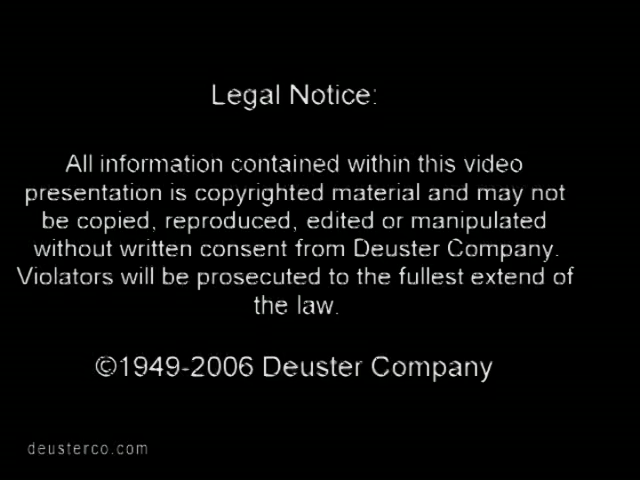 Legal Notice:
All information contained within this video
presentation is copyrighted material and may not
be copied, reproduced, edited or manipulated
without written consent from Deuster Company.
Violators will be prosecuted to the fullest extend of
the law.
©1949-2006 Deuster Company
deusterco.com